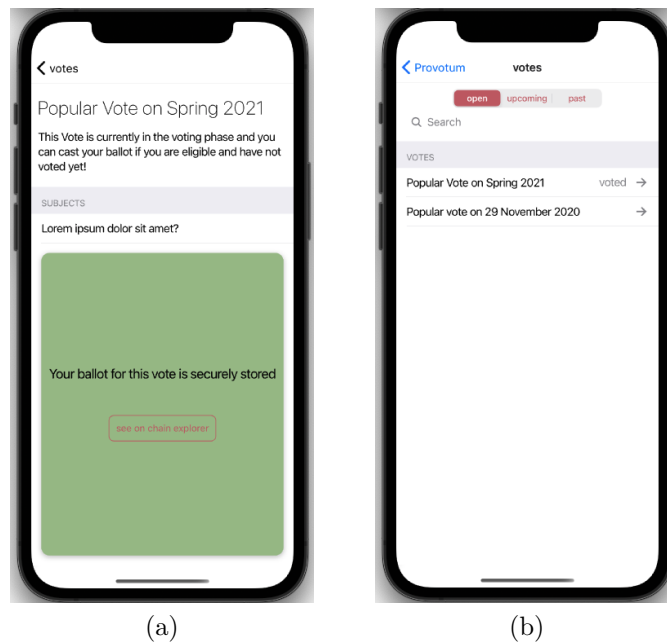 votes
Popular Vote on Spring 2021
This Vote is currently in the voting phase and you
can cast your ballot if you are eligible and have not
voted yet!
SUBJECTS
Lorem ipsum dolor sit amet?
Your ballot for this vote is securely stored
see on chain explorer
(a)
Provotum votes
open upcoming past
Search
VOTES
Popular Vote on Spring 2021 voted
Popular vote on 29 November 2020
(b)